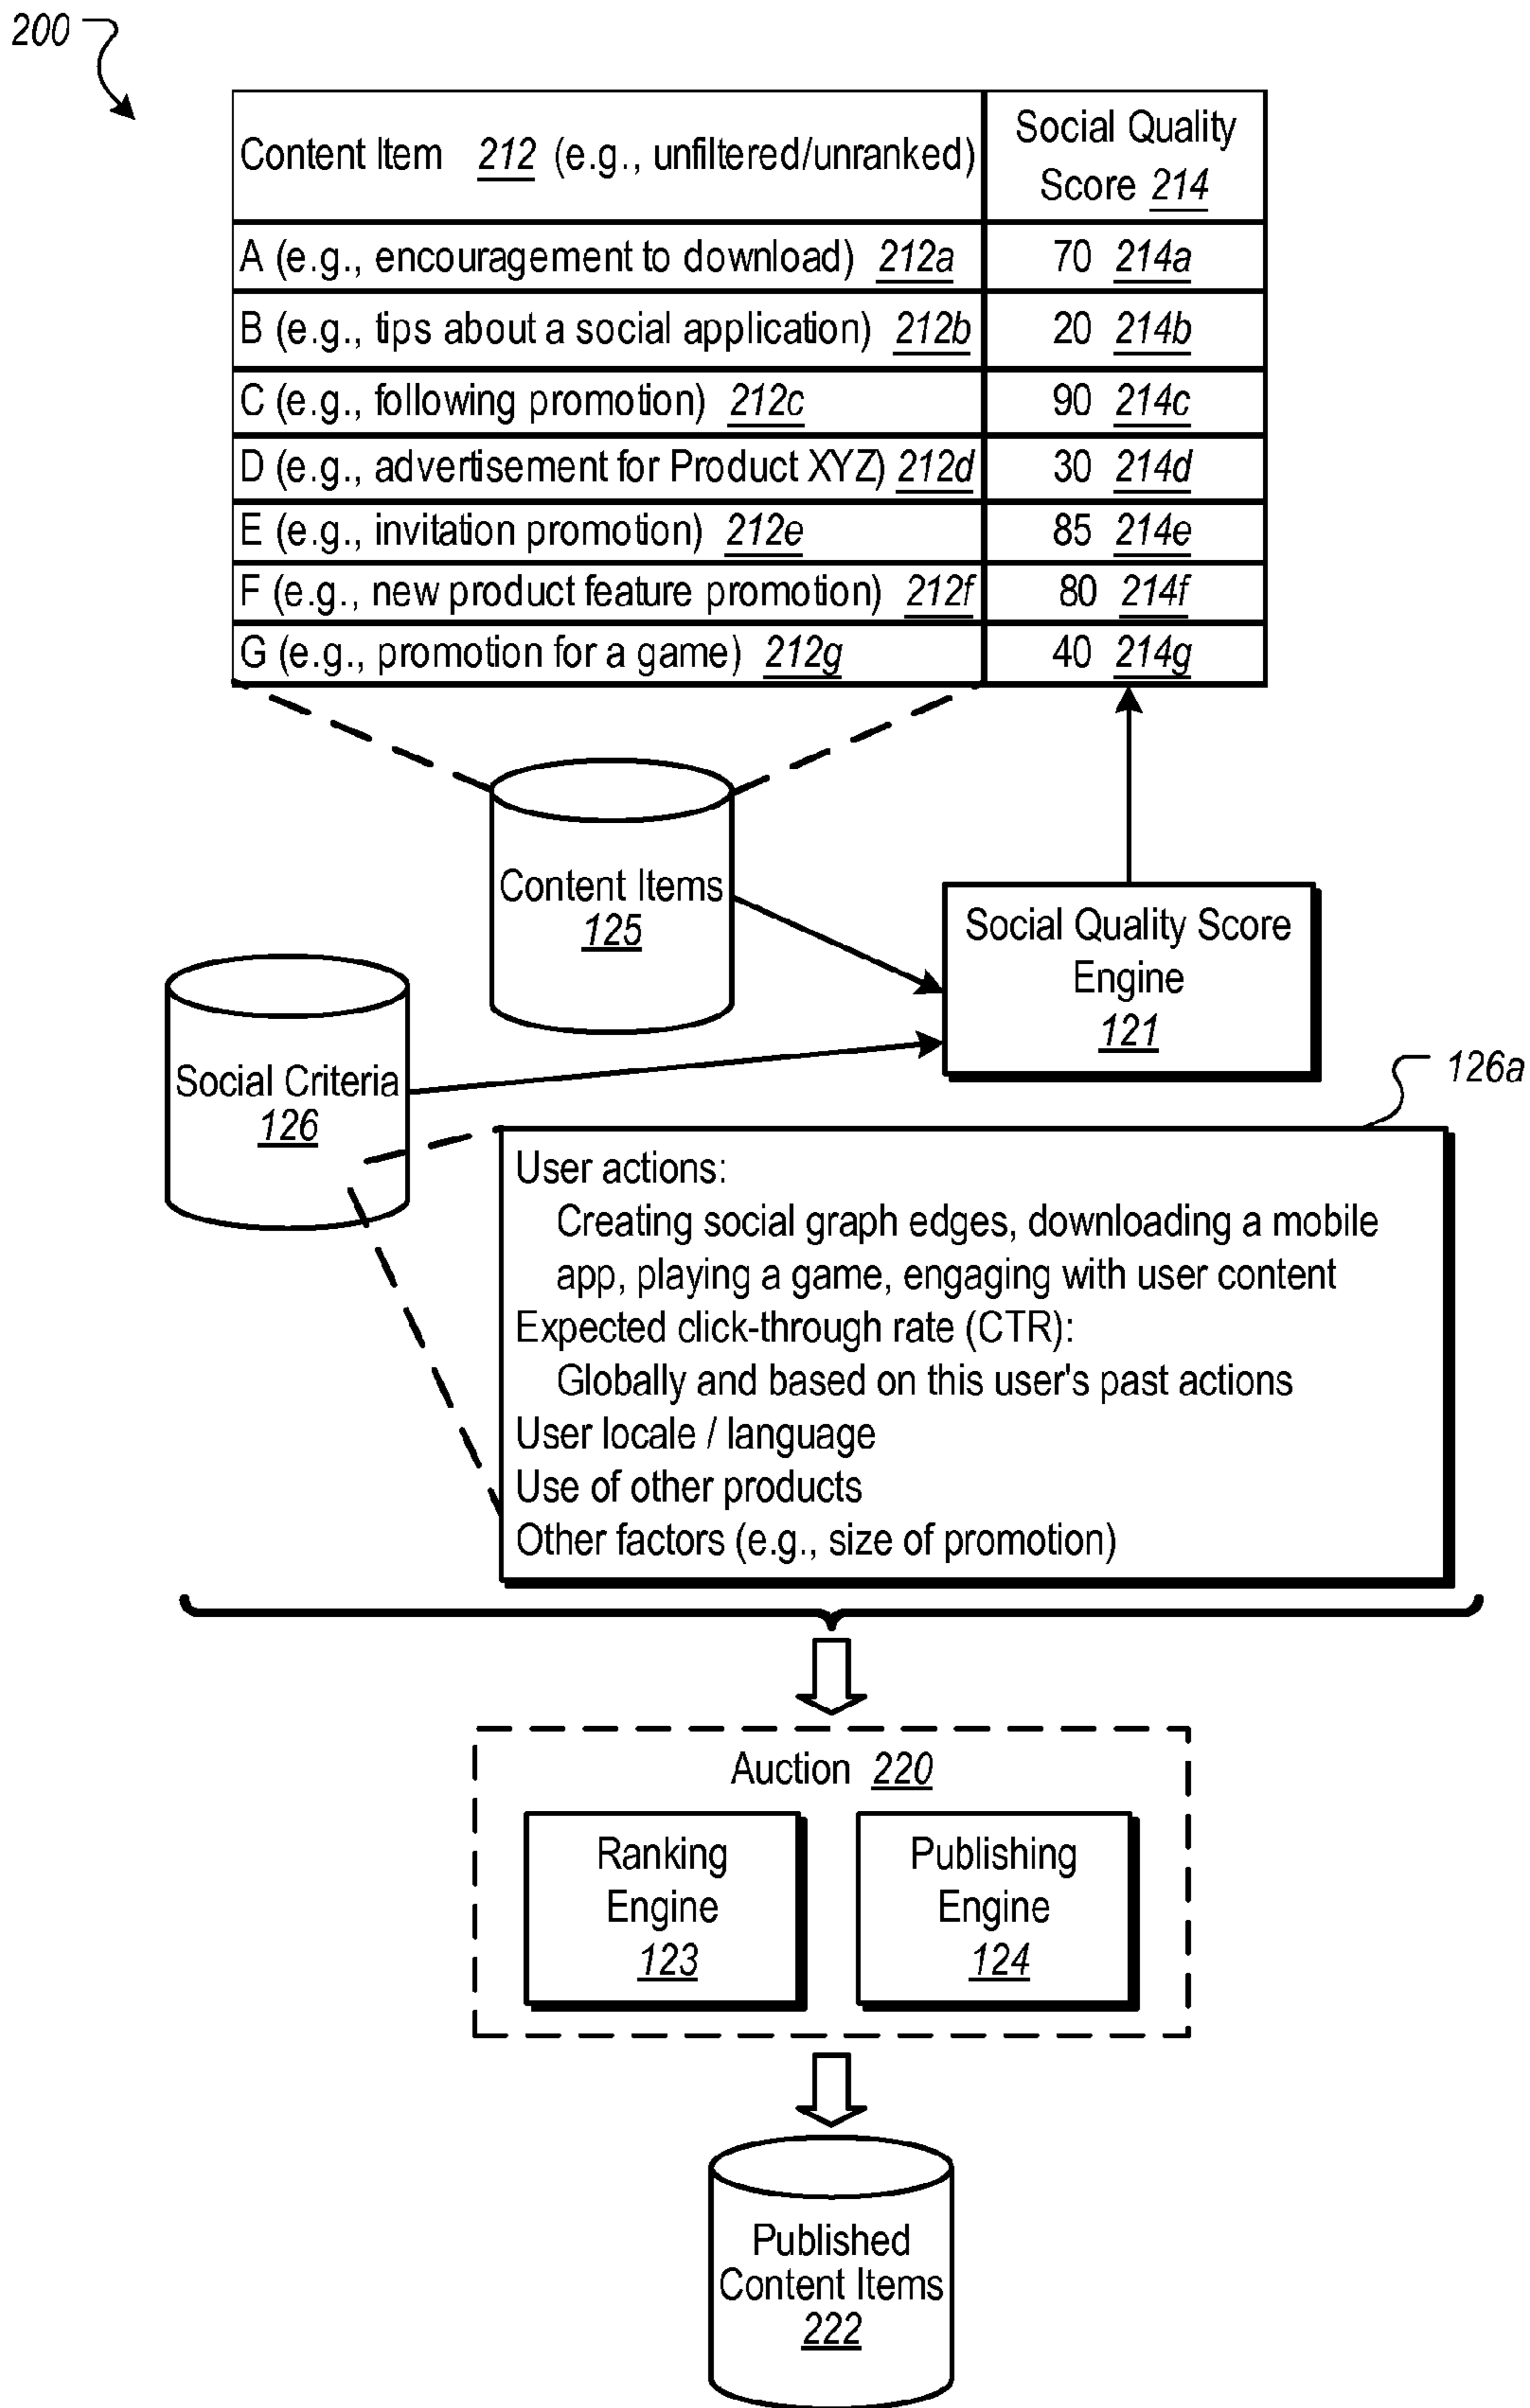 200
Content Item 212 (e.g., unfiltered/unranked)
Social Quality
Score 214
A (e.g., encouragement to download) 212a
70 214a
B (e.g., tips about a social application) 212b
20 214b
C (e.g., following promotion) 212c
90 214c
D (e.g., advertisement for Product XYZ) 212d
30 214d
E (e.g., invitation promotion) 212e
85 214e
F (e.g., new product feature promotion) 212f
80 214f
G (e.g., promotion for a game) 212g
40 214g
Content Items
125
Social Quality Score
Engine
121
Social Criteria
126
126a
User actions:
Creating social graph edges, downloading a mobile
app, playing a game, engaging with user content
Expected click-through rate (CTR):
Globally and based on this user's past actions
User locale / language
Use of other products
Other factors (e.g., size of promotion)
Auction 220
Ranking
Engine
123
Publishing
Engine
124
Published
Content Items
222